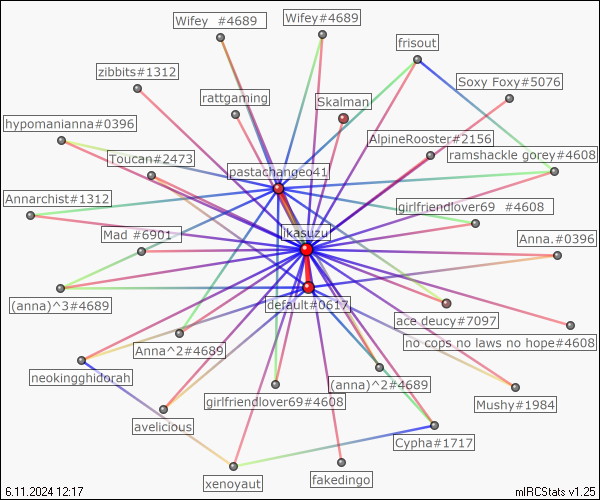 Wifey  #4689
Wifey#4689
frisout
zibbits#1312
Soxy Foxy#5076
rattgaming
Skalman
hypomanianna#0396
AlpineRooster#2156
Toucan#2473
ramshackle gorey#4608
pastachangeo41
Annarchist#1312
girlfriendlover69  #4608
Mad #6901
ikasuzu
Anna.#0396
(anna)^3#4689
default#0617
ace deucy#7097
no cops no laws no hope#4608
Anna^2#4689
neokingghidorah
(anna)^2#4689
girlfriendlover69#4608
Mushy#1984
avelicious
Cypha#1717
xenoyaut
fakedingo
6.11.2024 12:17
mIRCStats v1.25